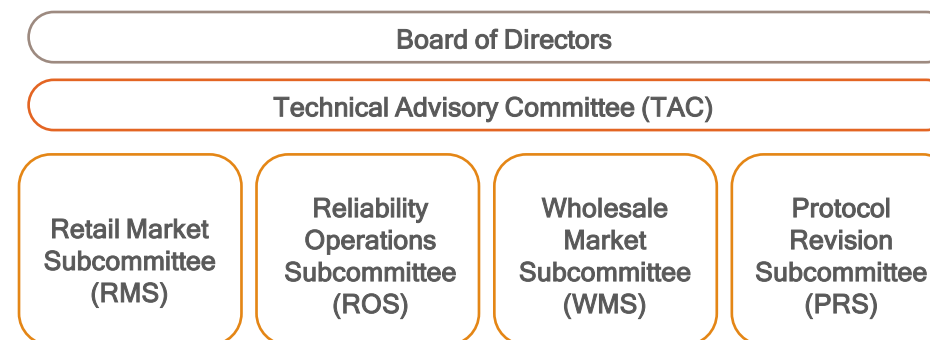 Board of Directors
Technical Advisory Committee (TAC)
Retail Market
Subcommittee
(RMS)
Reliability
Operations
Subcommittee
(ROS)
Wholesale
Market
Subcommittee
(WMS)
Protocol
Revision
Subcommittee
(PRS)